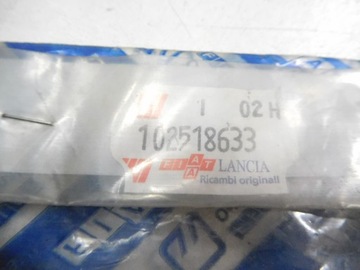 1 02 H
102518633
FIAT LANCIA
Ricambi originali